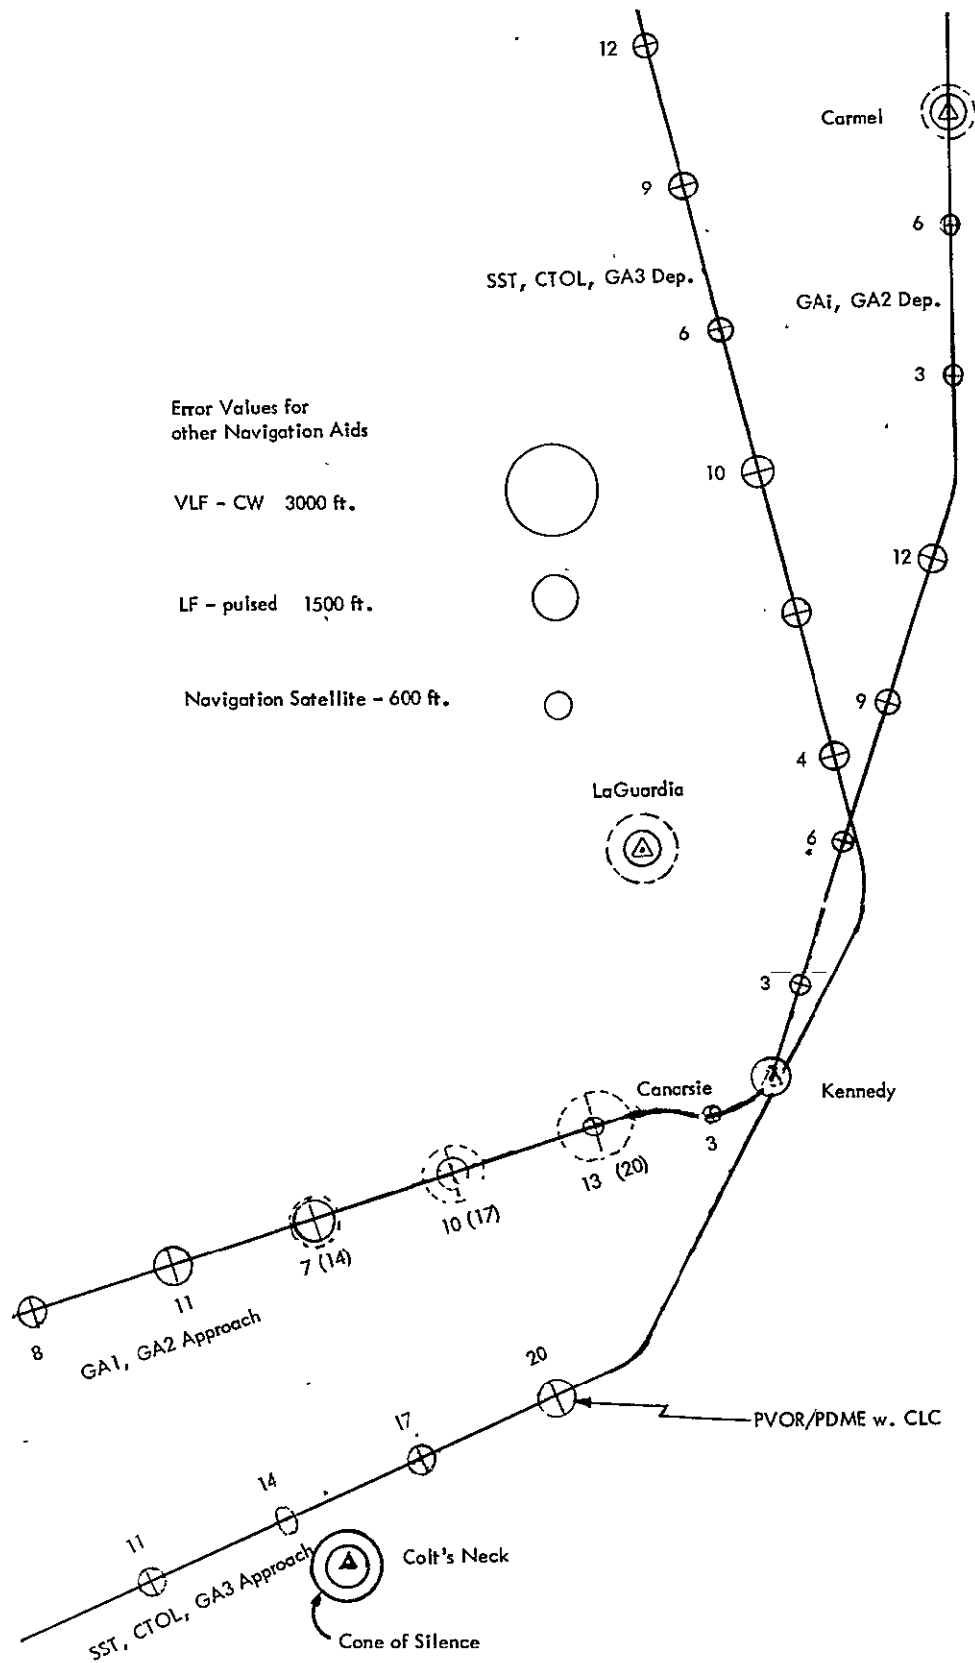 12
Carmel
9
6
SST, CTOL, GA3 Dep.
GAi, GA2 Dep.
6
3
Error Values for
other Navigation Aids
10
VLF - CW 3000 ft.
12
LF - pulsed 1500 ft.
Navigation Satellite - 600 ft.
9
4
LaGuardia
6
3
Canarsie
Kennedy
3
13 (20)
10 (17)
7 (14)
11
8
GA1, GA2 Approach
20
PVOR/PDME w. CLC
17
14
11
Colt's Neck
SST, CTOL, GA3 Approach
Cone of Silence